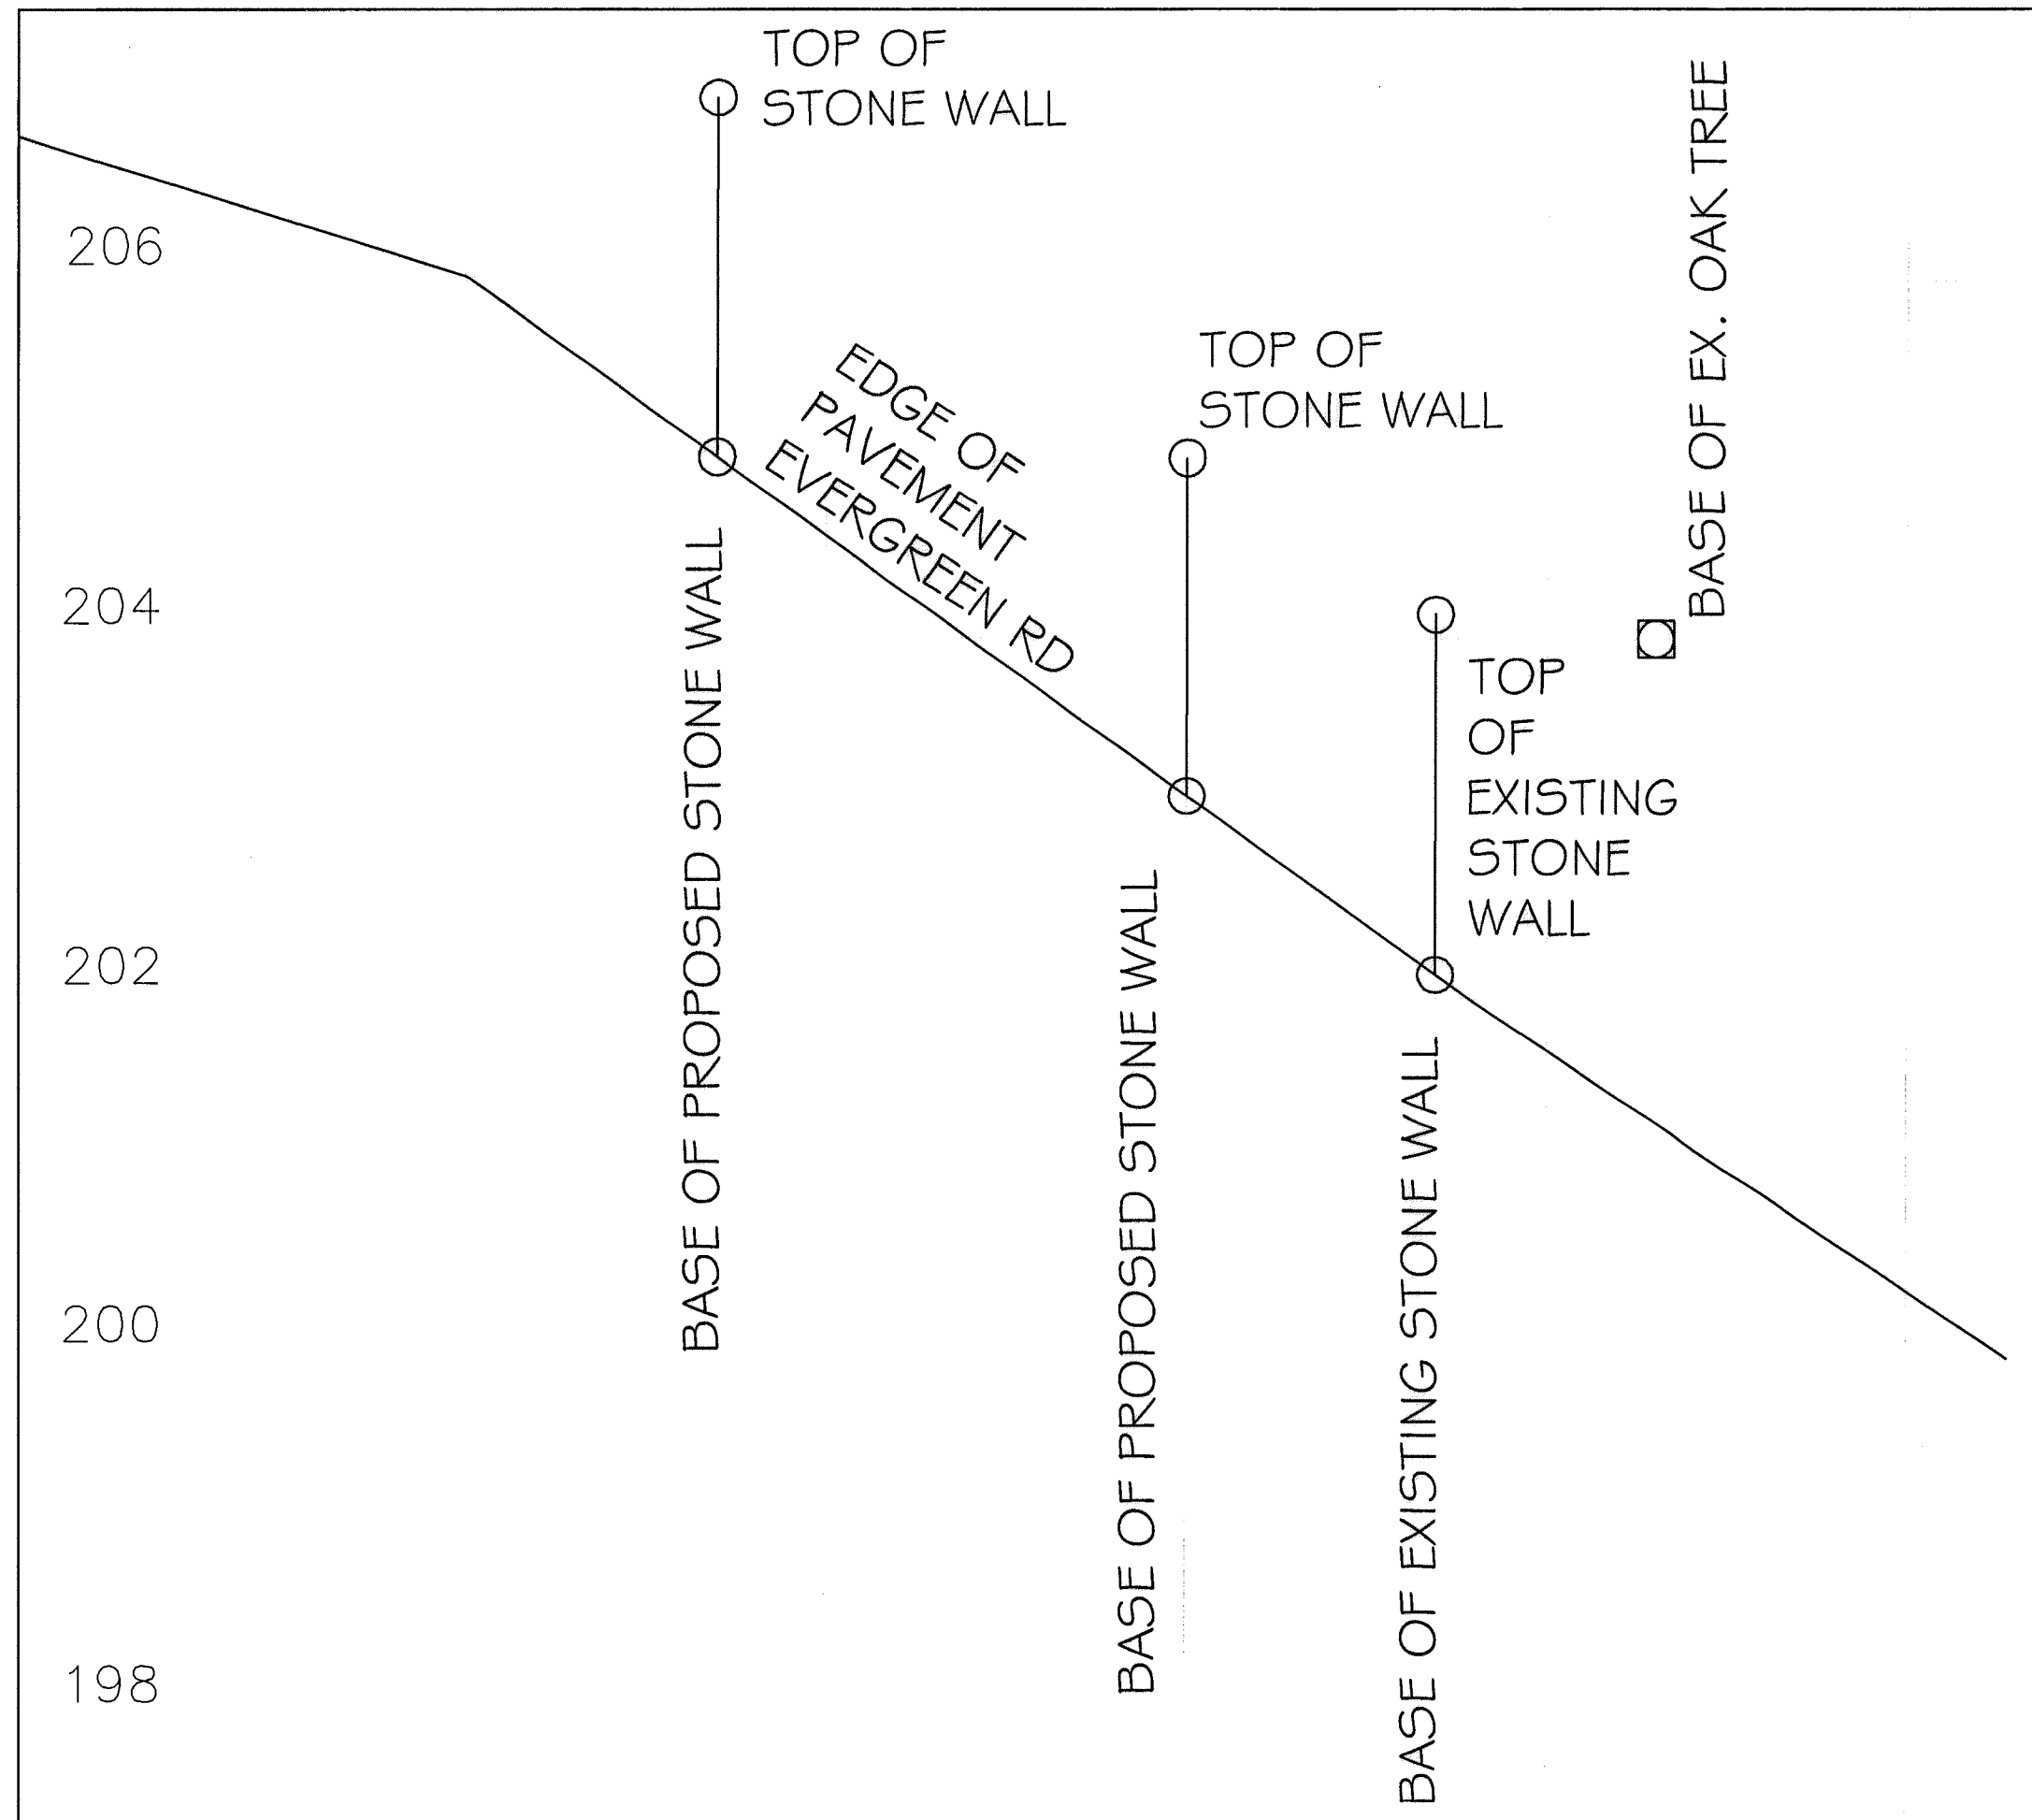 TOP OF
STONE WALL
206
204
202
200
198
EDGE OF
PAVEMENT
EVERGREEN RD
BASE OF PROPOSED STONE WALL
TOP OF
STONE WALL
BASE OF PROPOSED STONE WALL
TOP
OF
EXISTING
STONE
WALL
BASE OF EXISTING STONE WALL
BASE OF EX. OAK TREE